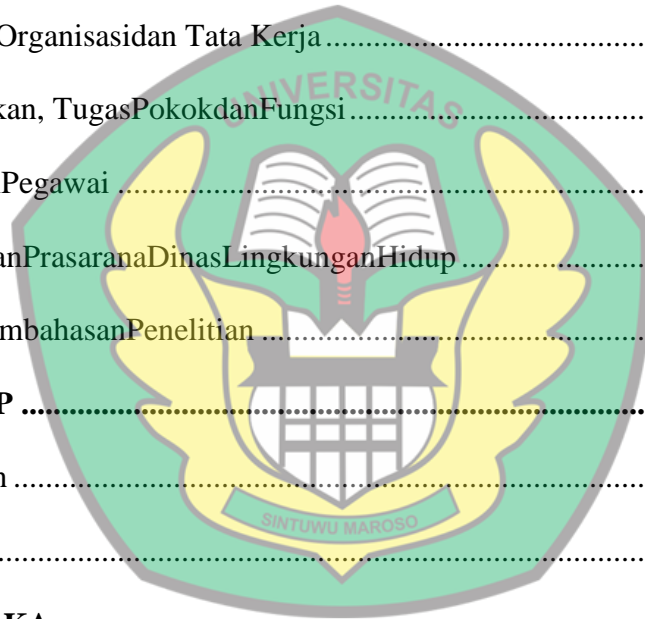 Organisasidan Tata Kerja........................................
UNIVERSITAS
kan, TugasPokokdanFungsi.....................................
Pegawai ....................................................................
anPrasaranaDinasLingkunganHidup.......................
mbahasanPenelitian ................................................
P ................................................................................
n ................................................................................
SINTUWU MAROSO
................................................................................
KA